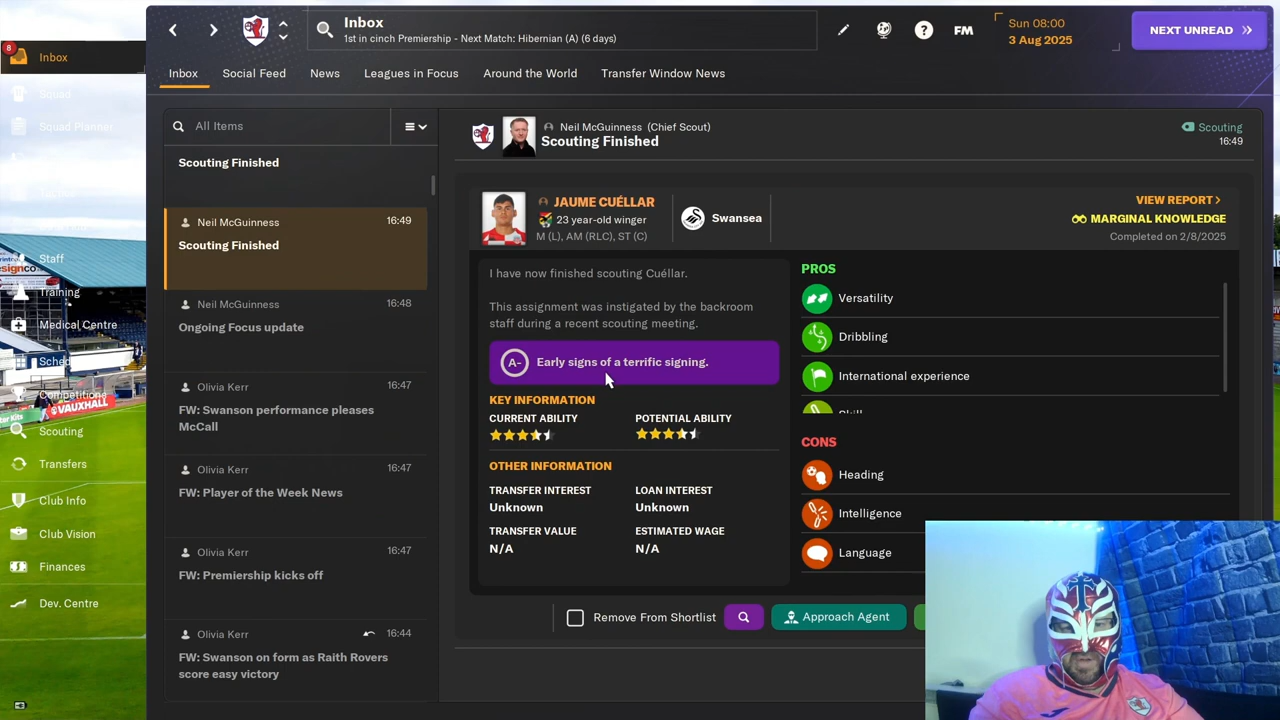 Inbox
1st in cinch Premiership - Next Match: Hibernian (A) (6 days)
FM
Sun 08:00
3 Aug 2025
NEXT UNREAD
8
Inbox
Squad
Squad Planner
Staff
Training
Medical Centre
Sched
Competitions
Scouting
Transfers
Club Info
Club Vision
Finances
Dev. Centre
VAUXHALL
Inbox
Social Feed
News
Leagues in Focus
Around the World
Transfer Window News
All Items
Scouting Finished
Neil McGuinness
16:49
Scouting Finished
Neil McGuinness
16:48
Ongoing Focus update
Olivia Kerr
16:47
FW: Swanson performance pleases
McCall
Olivia Kerr
16:47
FW: Player of the Week News
Olivia Kerr
16:47
FW: Premiership kicks off
Olivia Kerr
16:44
FW: Swanson on form as Raith Rovers
score easy victory
Neil McGuinness (Chief Scout)
Scouting Finished
Scouting
16:49
JAUME CUÉLLAR
23 year-old winger
M (L), AM (RLC), ST (C)
Swansea
VIEW REPORT
MARGINAL KNOWLEDGE
Completed on 2/8/2025
I have now finished scouting Cuéllar.
This assignment was instigated by the backroom
staff during a recent scouting meeting.
A-
Early signs of a terrific signing.
KEY INFORMATION
CURRENT ABILITY
POTENTIAL ABILITY
OTHER INFORMATION
TRANSFER INTEREST
LOAN INTEREST
Unknown
Unknown
TRANSFER VALUE
ESTIMATED WAGE
N/A
N/A
PROS
Versatility
Dribbling
International experience
Skill
CONS
Heading
Intelligence
Language
Remove From Shortlist
Approach Agent